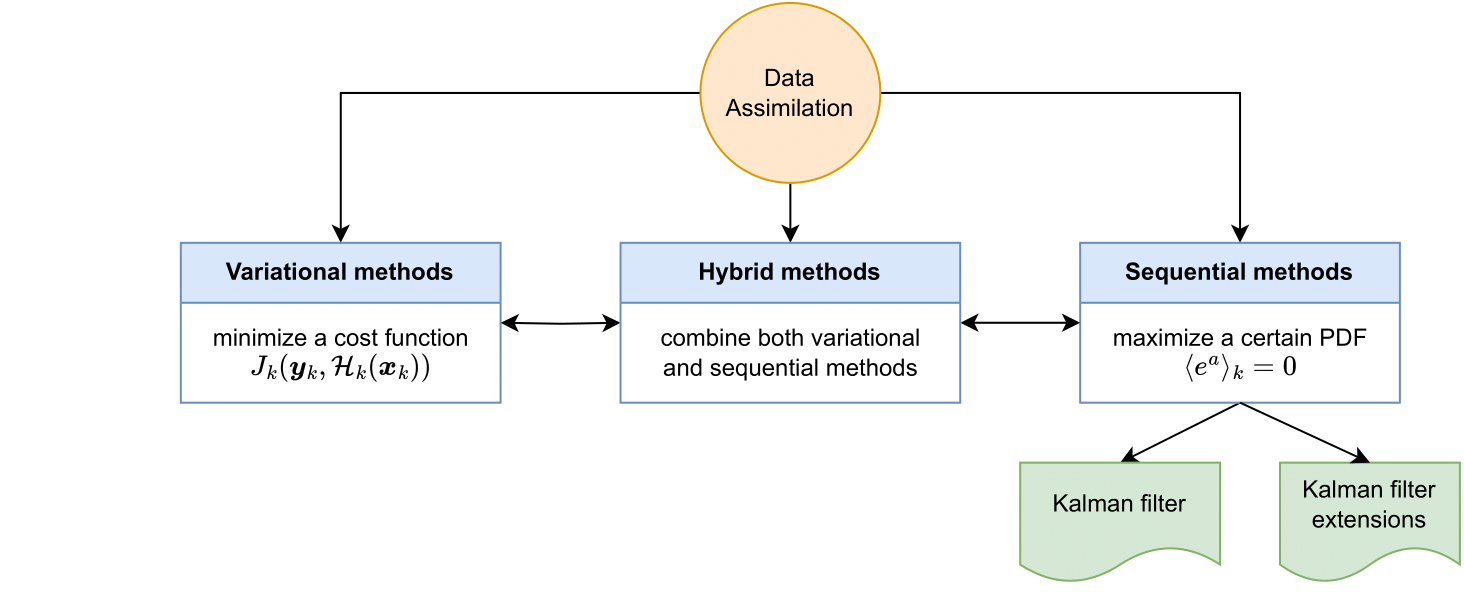 Data
Assimilation
Variational methods
minimize a cost function
$J_k(\boldsymbol{y}_k, \mathcal{H}_k(\boldsymbol{x}_k))$
Hybrid methods
combine both variational
and sequential methods
Sequential methods
maximize a certain PDF
$\langle e^a \rangle_k = 0$
Kalman filter
Kalman filter
extensions